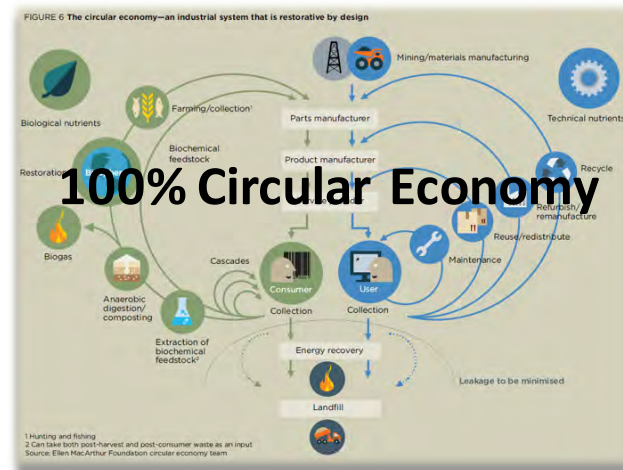 FIGURE 6 The circular economy—an industrial system that is restorative by design
Mining/materials manufacturing
Farming/collection¹
Parts manufacturer
Biological nutrients
Technical nutrients
Biochemical
feedstock
Product manufacturer
Restoration
Recycle
100% Circular Economy
Refurbish/
remanufacture
Reuse/redistribute
Biogas
Maintenance
Cascades
Consumer
User
Anaerobic
digestion/
composting
Collection
Collection
Extraction of
biochemical
feedstock²
Energy recovery
Leakage to be minimised
Landfill
1 Hunting and fishing
2 Can take both post-harvest and post-consumer waste as an input
Source: Ellen MacArthur Foundation circular economy team